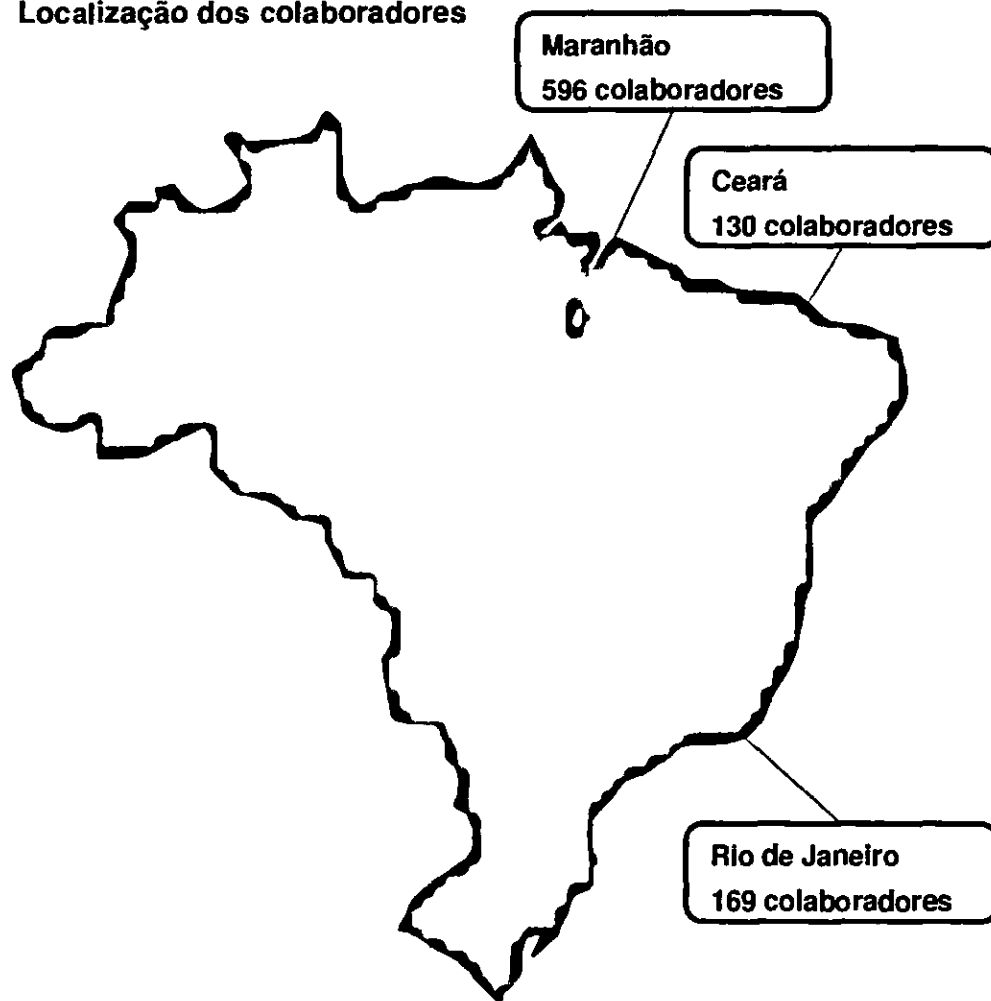 Localização dos colaboradores
Maranhão
596 colaboradores
Ceará
130 colaboradores
Rio de Janeiro
169 colaboradores